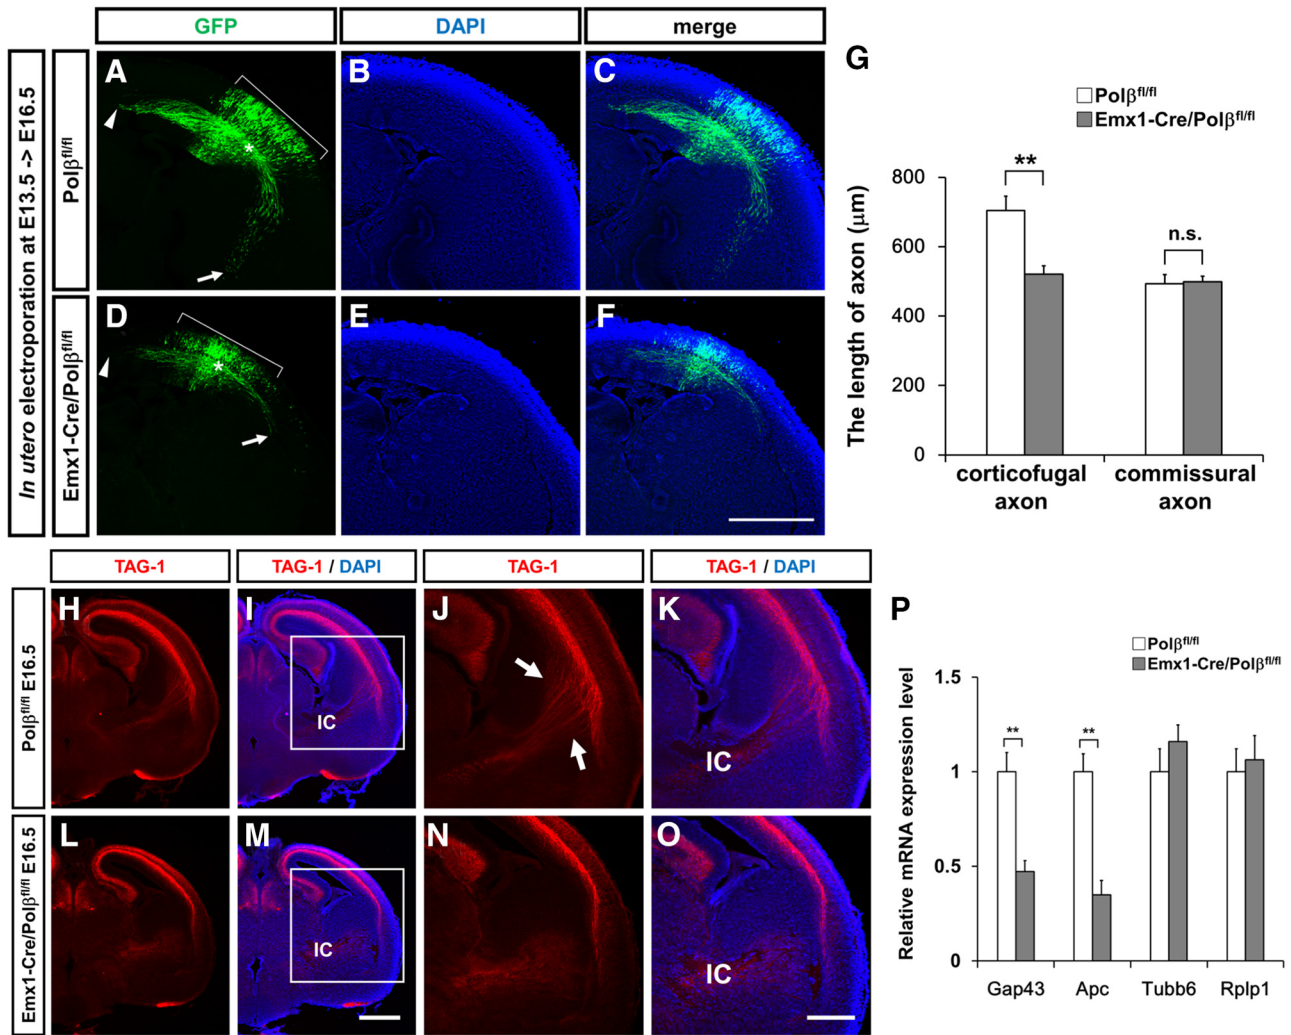 GFP
DAPI
merge
In utero electroporation at E13.5 -> E16.5
Polβfl/fl
Emx1-Cre/Polβfl/fl
A
B
C
D
*
E
F
*
G
Polβfl/fl
Emx1-Cre/Polβfl/fl
The length of axon (μm)
800
600
400
200
0
**
n.s.
corticofugal axon
commissural axon
TAG-1
TAG-1 / DAPI
TAG-1
TAG-1 / DAPI
Polβfl/fl E16.5
Emx1-Cre/Polβfl/fl E16.5
H
I
IC
J
K
IC
L
M
IC
N
O
IC
P
Polβfl/fl
Emx1-Cre/Polβfl/fl
Relative mRNA expression level
1.5
1
0.5
0
**
**
Gap43
Apc
Tubb6
Rplp1